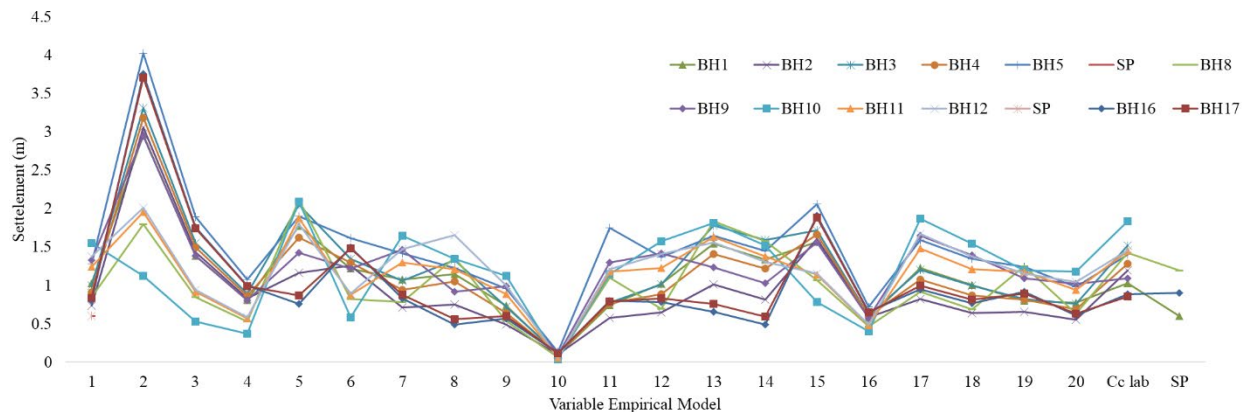 4.5
4
3.5
3
2.5
2
1.5
1
0.5
0
Settelement (m)
BH1 BH2 BH3 BH4 BH5 SP BH8
BH9 BH10 BH11 BH12 SP BH16 BH17
1 2 3 4 5 6 7 8 9 10 11 12 13 14 15 16 17 18 19 20 Cc lab SP
Variable Empirical Model